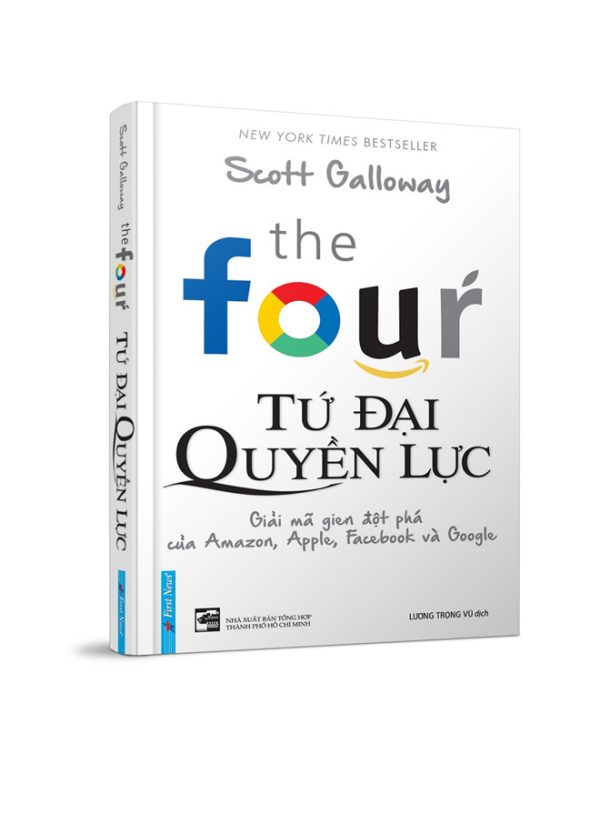 NEW YORK TIMES BESTSELLER
Scott Galloway
the
four
TỨ ĐẠI
QUYỀN LỰC
Giải mã gien đột phá
của Amazon, Apple, Facebook và Google
NHÀ XUẤT BẢN TỔNG HỢP
THÀNH PHỐ HỒ CHÍ MINH
LƯƠNG TRỌNG VŨ dịch
Scott Galloway
the
four
TỨ ĐẠI
QUYỀN LỰC
First News